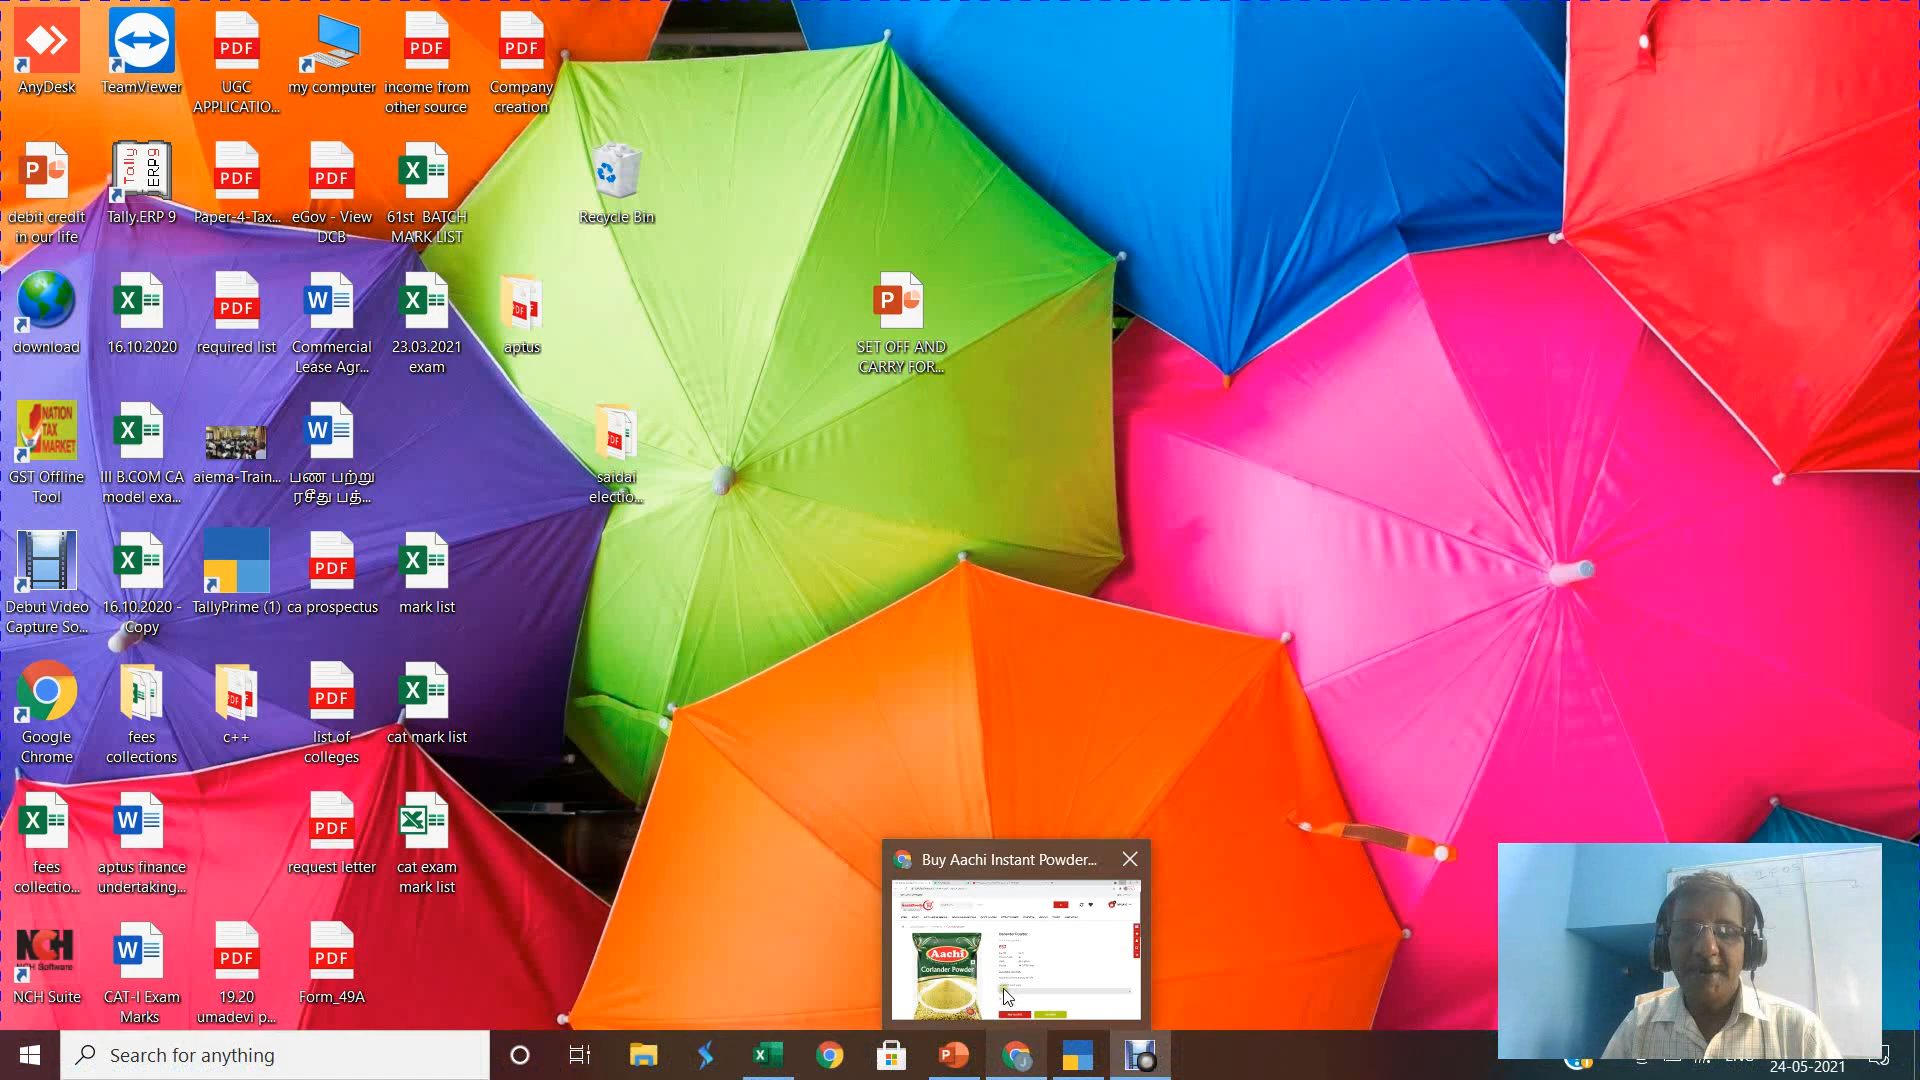 AnyDesk
TeamViewer
UGC
APPLICATIO...
my computer
income from
other source
Company
creation
debit credit
in our life
Tally.ERP 9
Paper-4-Tax...
eGov - View
DCB
61st BATCH
MARK LIST
Recycle Bin
download
16.10.2020
required list
Commercial
Lease Agr...
23.03.2021
exam
aptus
SET OFF AND
CARRY FOR...
NATION
TAX
MARKET
GST Offline
Tool
III B.COM CA
model exa...
aiema-Train...
பண பற்று
ரசீது பத்...
saidai
electio...
Debut Video
Capture So...
16.10.2020 -
Copy
TallyPrime (1)
ca prospectus
mark list
Google
Chrome
fees
collections
c++
list of
colleges
cat mark list
fees
collectio...
aptus finance
undertaking...
request letter
cat exam
mark list
NCH
NCH Software
NCH Suite
CAT-I Exam
Marks
19.20
umadevi p...
Form_49A
Buy Aachi Instant Powder...
Aachi
Coriander Powder
Search for anything
24-05-2021